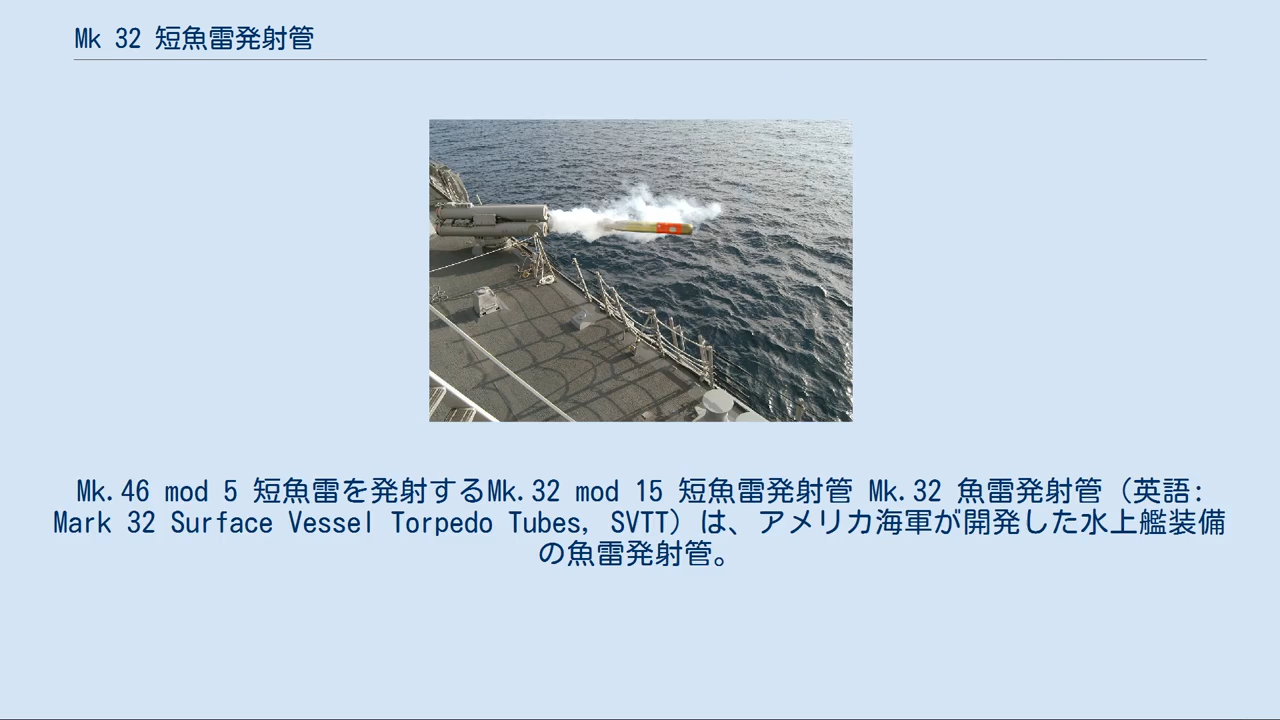 Mk 32 短魚雷発射管
Mk.46 mod 5 短魚雷を発射するMk.32 mod 15 短魚雷発射管 Mk.32 魚雷発射管（英語:
Mark 32 Surface Vessel Torpedo Tubes, SVTT）は、アメリカ海軍が開発した水上艦装備
の魚雷発射管。